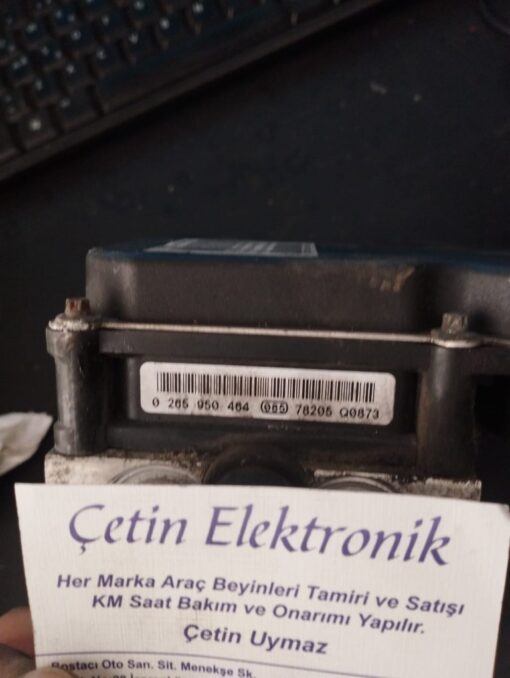 0 265 950 464 (065) 78205 Q0873
Çetin Elektronik
Her Marka Araç Beyinleri Tamiri ve Satışı
KM Saat Bakım ve Onarımı Yapılır.
Çetin Uymaz
Bostacı Oto San. Sit. Menekşe Sk.